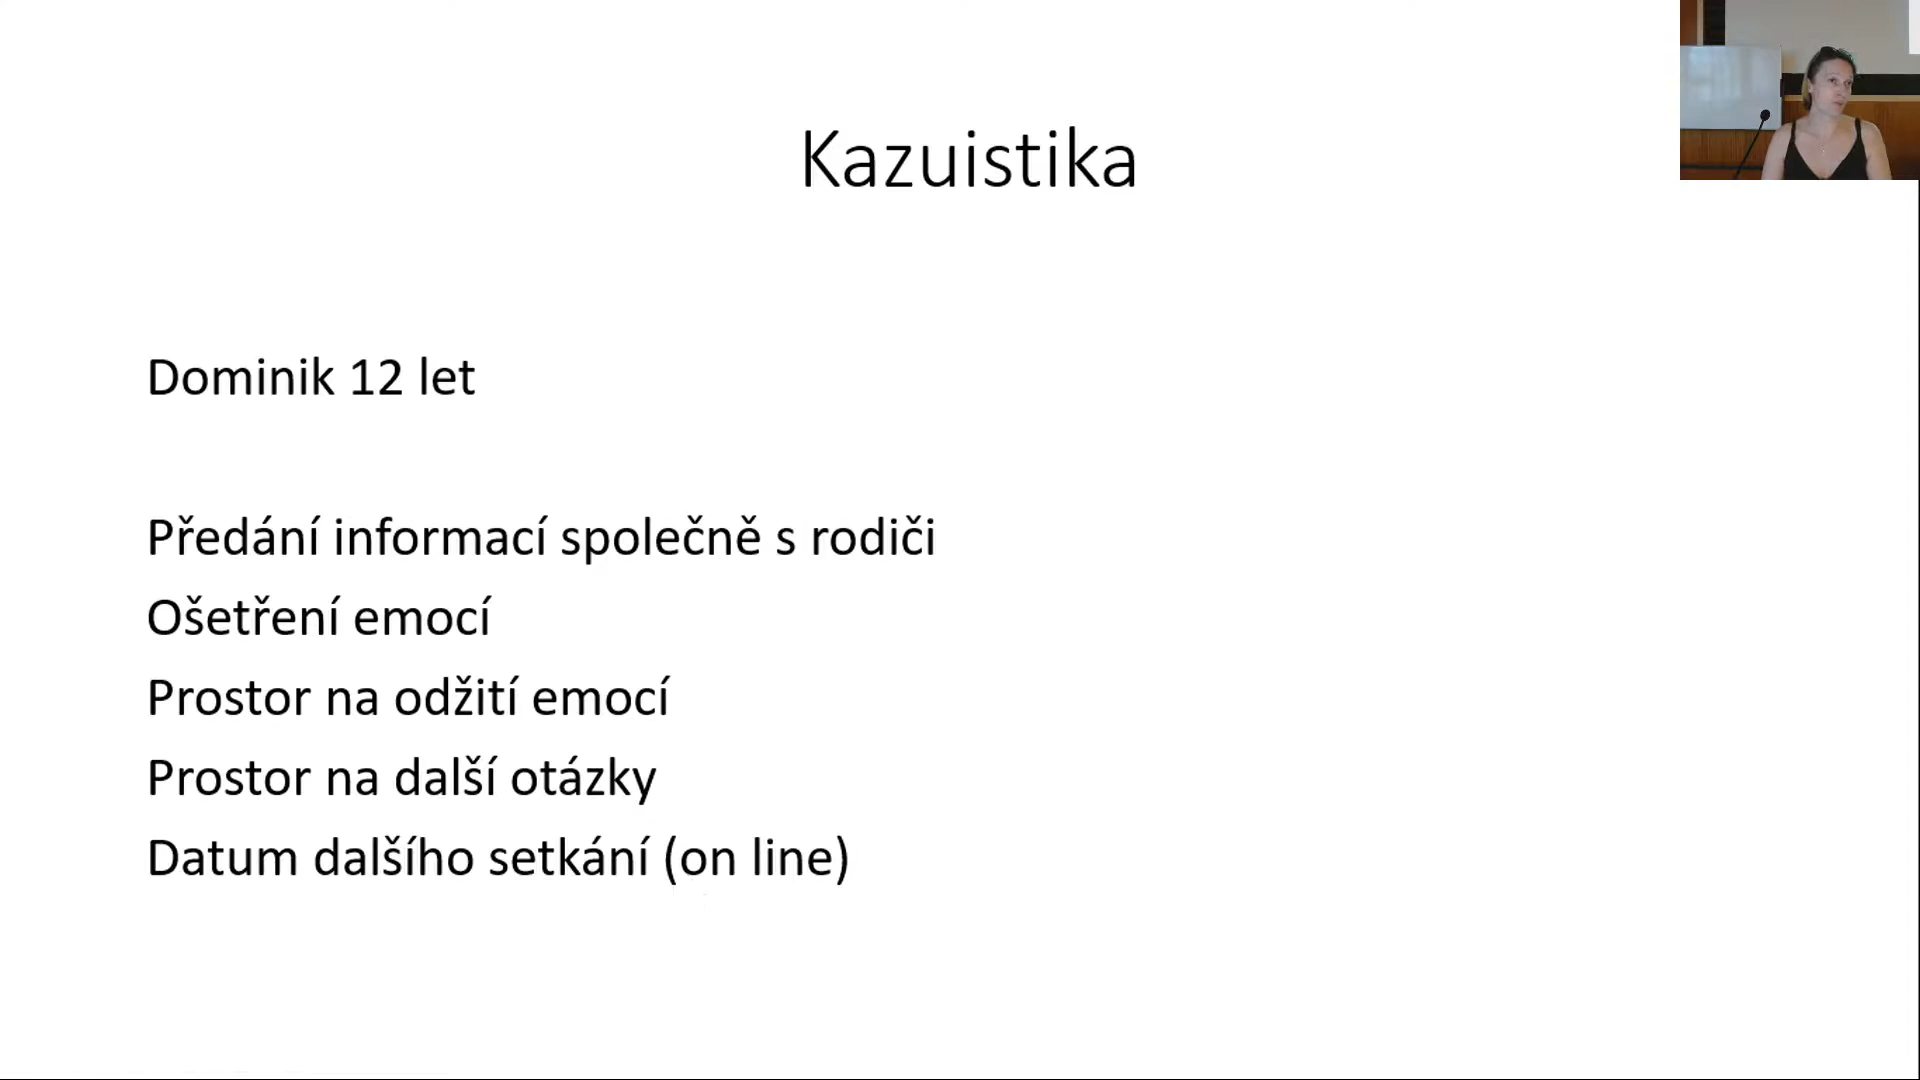 Kazuistika
Dominik 12 let
Předání informací společně s rodiči
Ošetření emocí
Prostor na odžití emocí
Prostor na další otázky
Datum dalšího setkání (on line)